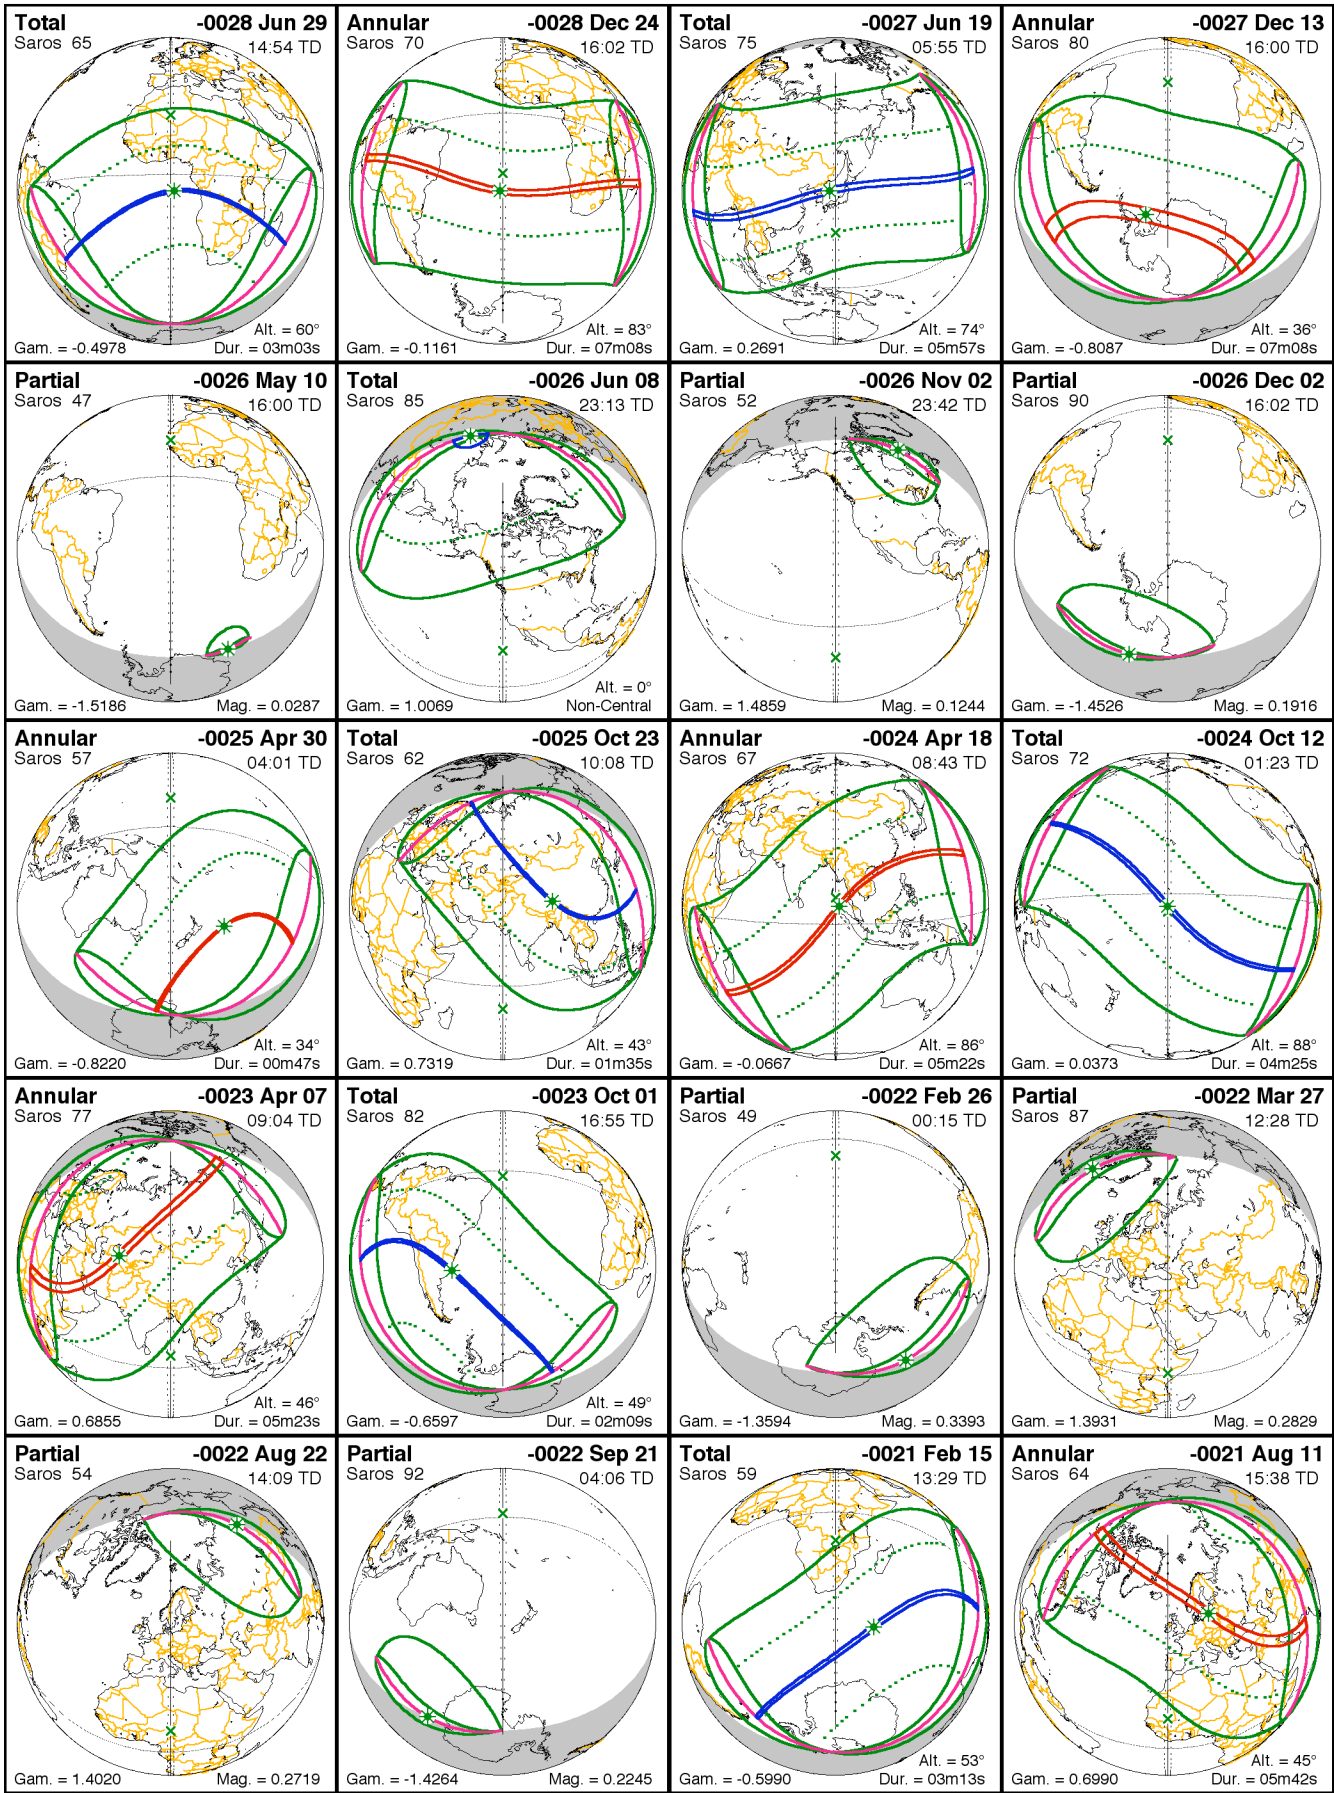 Total -0028 Jun 29
Saros 65 14:54 TD
Alt. = 60°
Gam. = -0.4978 Dur. = 03m03s
Annular -0028 Dec 24
Saros 70 16:02 TD
Alt. = 83°
Gam. = -0.1161 Dur. = 07m08s
Total -0027 Jun 19
Saros 75 05:55 TD
Alt. = 74°
Gam. = 0.2691 Dur. = 05m57s
Annular -0027 Dec 13
Saros 80 16:00 TD
Alt. = 36°
Gam. = -0.8087 Dur. = 07m08s
Partial -0026 May 10
Saros 47 16:00 TD
Gam. = -1.5186 Mag. = 0.0287
Total -0026 Jun 08
Saros 85 23:13 TD
Alt. = 0°
Gam. = 1.0069 Non-Central
Partial -0026 Nov 02
Saros 52 23:42 TD
Gam. = 1.4859 Mag. = 0.1244
Partial -0026 Dec 02
Saros 90 16:02 TD
Gam. = -1.4526 Mag. = 0.1916
Annular -0025 Apr 30
Saros 57 04:01 TD
Alt. = 34°
Gam. = -0.8220 Dur. = 00m47s
Total -0025 Oct 23
Saros 62 10:08 TD
Alt. = 43°
Gam. = 0.7319 Dur. = 01m35s
Annular -0024 Apr 18
Saros 67 08:43 TD
Alt. = 86°
Gam. = -0.0667 Dur. = 05m22s
Total -0024 Oct 12
Saros 72 01:23 TD
Alt. = 88°
Gam. = 0.0373 Dur. = 04m25s
Annular -0023 Apr 07
Saros 77 09:04 TD
Alt. = 46°
Gam. = 0.6855 Dur. = 05m23s
Total -0023 Oct 01
Saros 82 16:55 TD
Alt. = 49°
Gam. = -0.6597 Dur. = 02m09s
Partial -0022 Feb 26
Saros 49 00:15 TD
Gam. = -1.3594 Mag. = 0.3393
Partial -0022 Mar 27
Saros 87 12:28 TD
Gam. = 1.3931 Mag. = 0.2829
Partial -0022 Aug 22
Saros 54 14:09 TD
Gam. = 1.4020 Mag. = 0.2719
Partial -0022 Sep 21
Saros 92 04:06 TD
Gam. = -1.4264 Mag. = 0.2245
Total -0021 Feb 15
Saros 59 13:29 TD
Alt. = 53°
Gam. = -0.5990 Dur. = 03m13s
Annular -0021 Aug 11
Saros 64 15:38 TD
Alt. = 45°
Gam. = 0.6990 Dur. = 05m42s